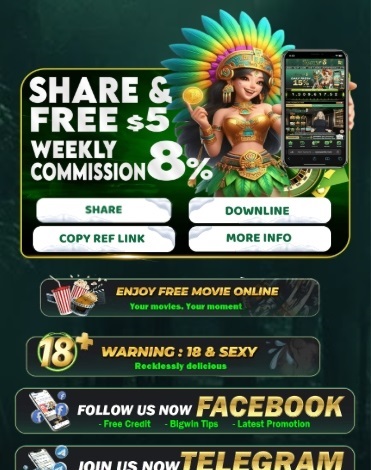 SHARE &
FREE $5
WEEKLY
COMMISSION 8%
15%
SHARE
DOWNLINE
COPY REF LINK
MORE INFO
ENJOY FREE MOVIE ONLINE
Your movies. Your moment
18+
WARNING : 18 & SEXY
Recklessly delicious
FOLLOW US NOW FACEBOOK
- Free Credit - Bigwin Tips - Latest Promotion
JOIN US NOW TELEGRAM